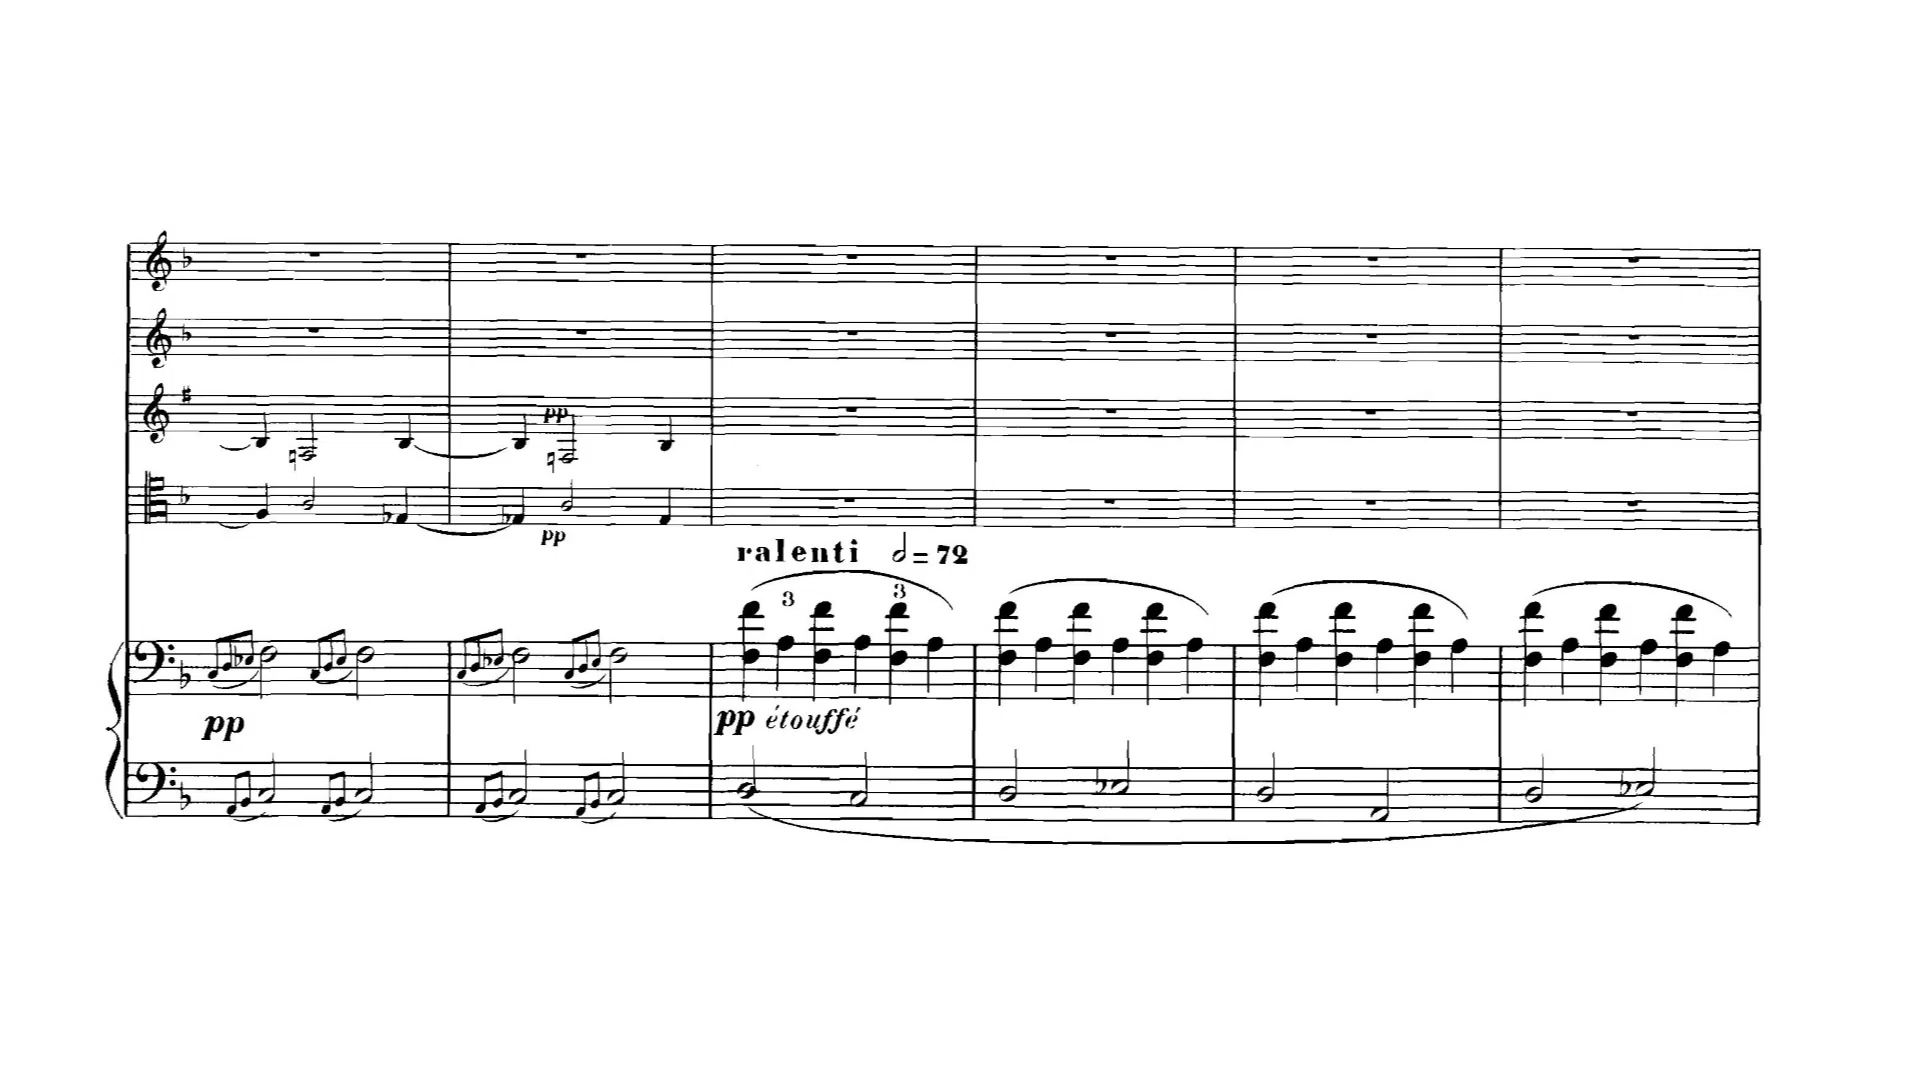 pp
pp
ralenti 𝅗𝅥 = 72
3 3
pp
pp étouffé